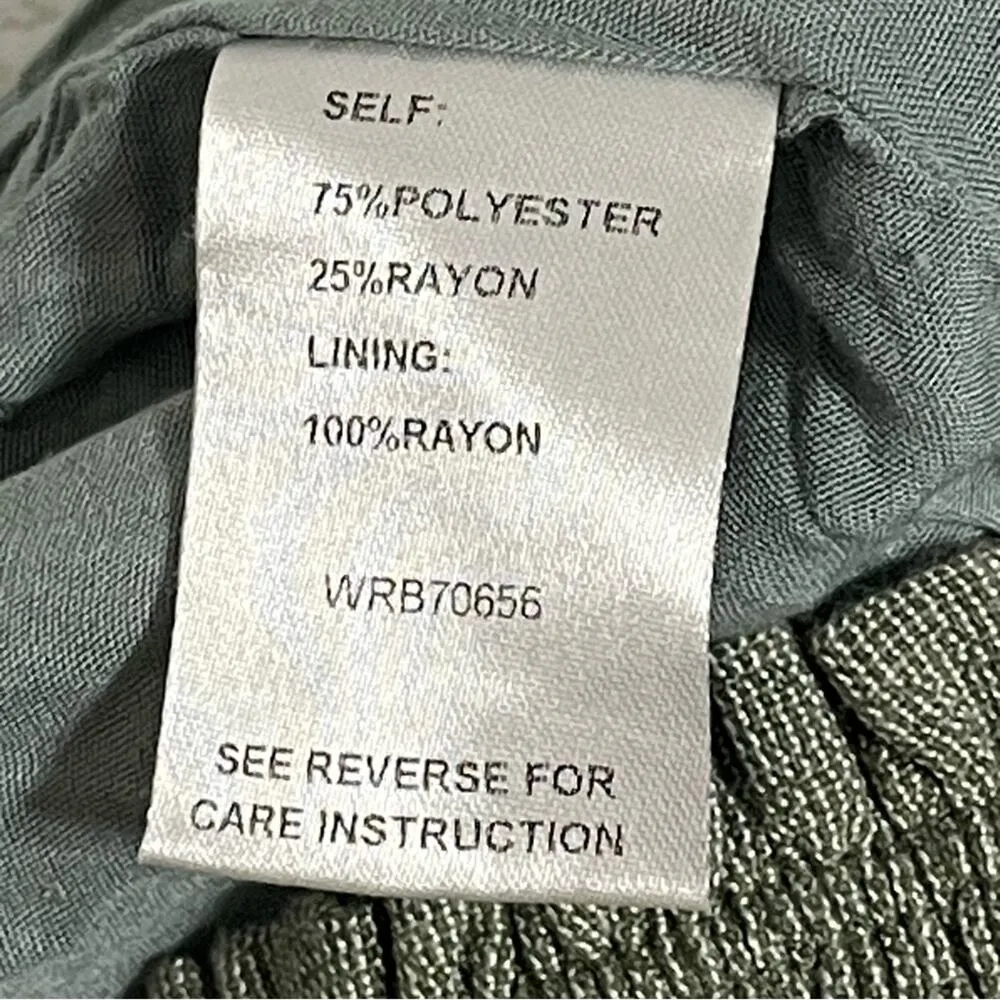 SELF:
75%POLYESTER
25%RAYON
LINING:
100%RAYON
WRB70656
SEE REVERSE FOR
CARE INSTRUCTION